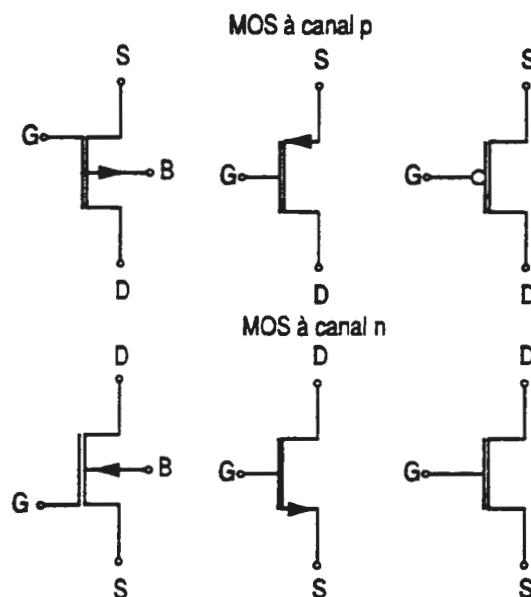 MOS à canal p
S S S
G B G G
D D D
MOS à canal n
D D D
B G G
G
S S S